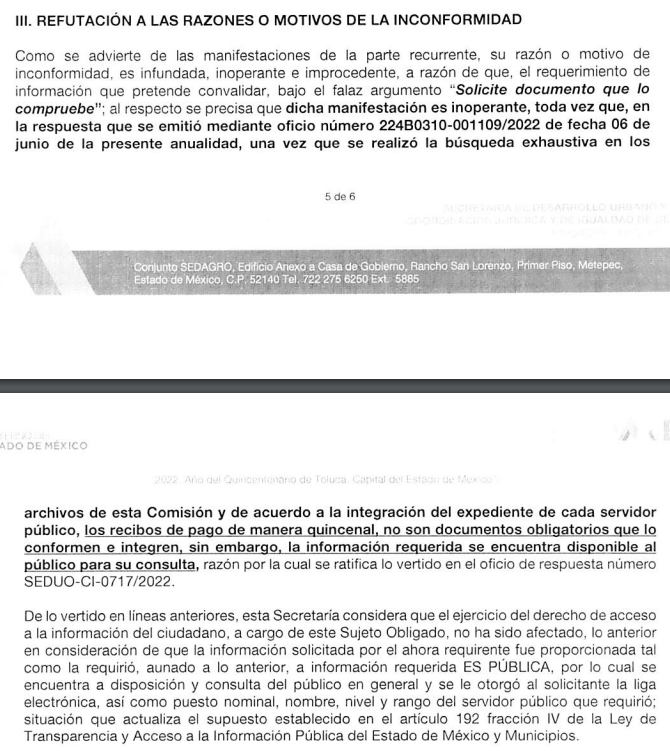 III. REFUTACIÓN A LAS RAZONES O MOTIVOS DE LA INCONFORMIDAD
Como se advierte de las manifestaciones de la parte recurrente, su razón o motivo de
inconformidad, es infundada, inoperante e improcedente, a razón de que, el requerimiento de
información que pretende convalidar, bajo el falaz argumento “Solicite documento que lo
compruebe”; al respecto se precisa que dicha manifestación es inoperante, toda vez que, en
la respuesta que se emitió mediante oficio número 224B0310-001109/2022 de fecha 06 de
junio de la presente anualidad, una vez que se realizó la búsqueda exhaustiva en los
5 de 6
SECRETARÍA DE DESARROLLO URBANO Y
COORDINACIÓN JURÍDICA Y DE IGUALDAD DE
Conjunto SEDAGRO, Edificio Anexo a Casa de Gobierno, Rancho San Lorenzo, Primer Piso, Metepec,
Estado de México, C.P. 52140 Tel. 722 275 6250 Ext. 5885
ADO DE MÉXICO
2022. Año del Quincentenario de Toluca, Capital del Estado de México
archivos de esta Comisión y de acuerdo a la integración del expediente de cada servidor
público, los recibos de pago de manera quincenal, no son documentos obligatorios que lo
conformen e integren, sin embargo, la información requerida se encuentra disponible al
público para su consulta, razón por la cual se ratifica lo vertido en el oficio de respuesta número
SEDUO-CI-0717/2022.
De lo vertido en líneas anteriores, esta Secretaría considera que el ejercicio del derecho de acceso
a la información del ciudadano, a cargo de este Sujeto Obligado, no ha sido afectado, lo anterior
en consideración de que la información solicitada por el ahora requirente fue proporcionada tal
como la requirió, aunado a lo anterior, a información requerida ES PÚBLICA, por lo cual se
encuentra a disposición y consulta del público en general y se le otorgó al solicitante la liga
electrónica, así como puesto nominal, nombre, nivel y rango del servidor público que requirió;
situación que actualiza el supuesto establecido en el artículo 192 fracción IV de la Ley de
Transparencia y Acceso a la Información Pública del Estado de México y Municipios.